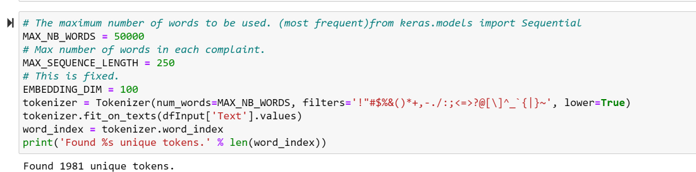 # The maximum number of words to be used. (most frequent)from keras.models import Sequential
MAX_NB_WORDS = 50000
# Max number of words in each complaint.
MAX_SEQUENCE_LENGTH = 250
# This is fixed.
EMBEDDING_DIM = 100
tokenizer = Tokenizer(num_words=MAX_NB_WORDS, filters='!"#$%&()*+,-./:;<=>?@[\]^_`{|}~', lower=True)
tokenizer.fit_on_texts(dfInput['Text'].values)
word_index = tokenizer.word_index
print('Found %s unique tokens.' % len(word_index))
Found 1981 unique tokens.